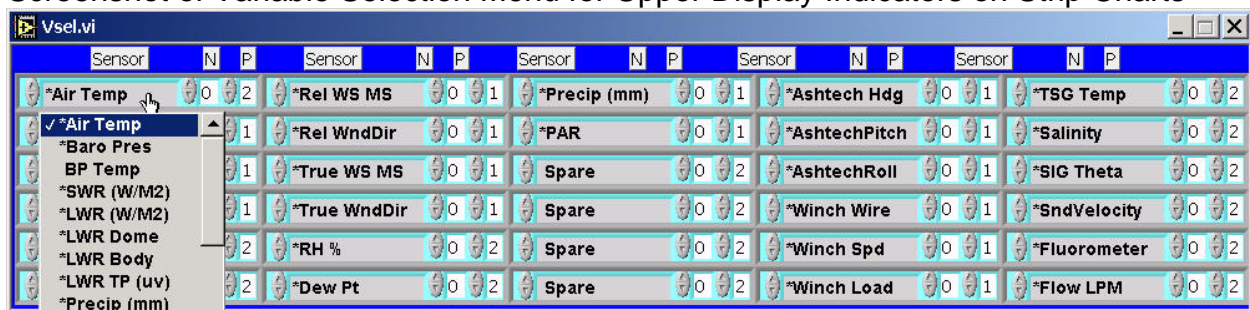 Screenshot of Variable Selection Menu for Upper Display Indicators on Strip Charts
Vsel.vi
Sensor N P Sensor N P Sensor N P Sensor N P Sensor N P
*Air Temp 0 2 *Rel WS MS 0 1 *Precip (mm) 0 1 *Ashtech Hdg 0 1 *TSG Temp 0 2
✓*Air Temp 1 *Rel WndDir 0 1 *PAR 0 1 *AshtechPitch 0 1 *Salinity 0 2
*Baro Pres
BP Temp 1 *True WS MS 0 1 Spare 0 2 *AshtechRoll 0 1 *SIG Theta 0 2
*SWR (W/M2)
*LWR (W/M2) 1 *True WndDir 0 1 Spare 0 2 *Winch Wire 0 1 *SndVelocity 0 2
*LWR Dome
*LWR Body 2 *RH % 0 2 Spare 0 2 *Winch Spd 0 1 *Fluorometer 0 2
*LWR TP (uv) 2 *Dew Pt 0 2 Spare 0 2 *Winch Load 0 1 *Flow LPM 0 2
*Precip (mm)